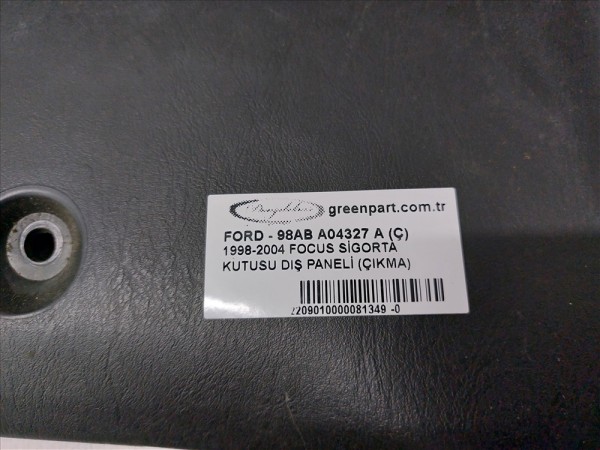 greenpart.com.tr
FORD - 98AB A04327 A (Ç)
1998-2004 FOCUS SİGORTA
KUTUSU DIŞ PANELİ (ÇIKMA)
2209010000081349 -0